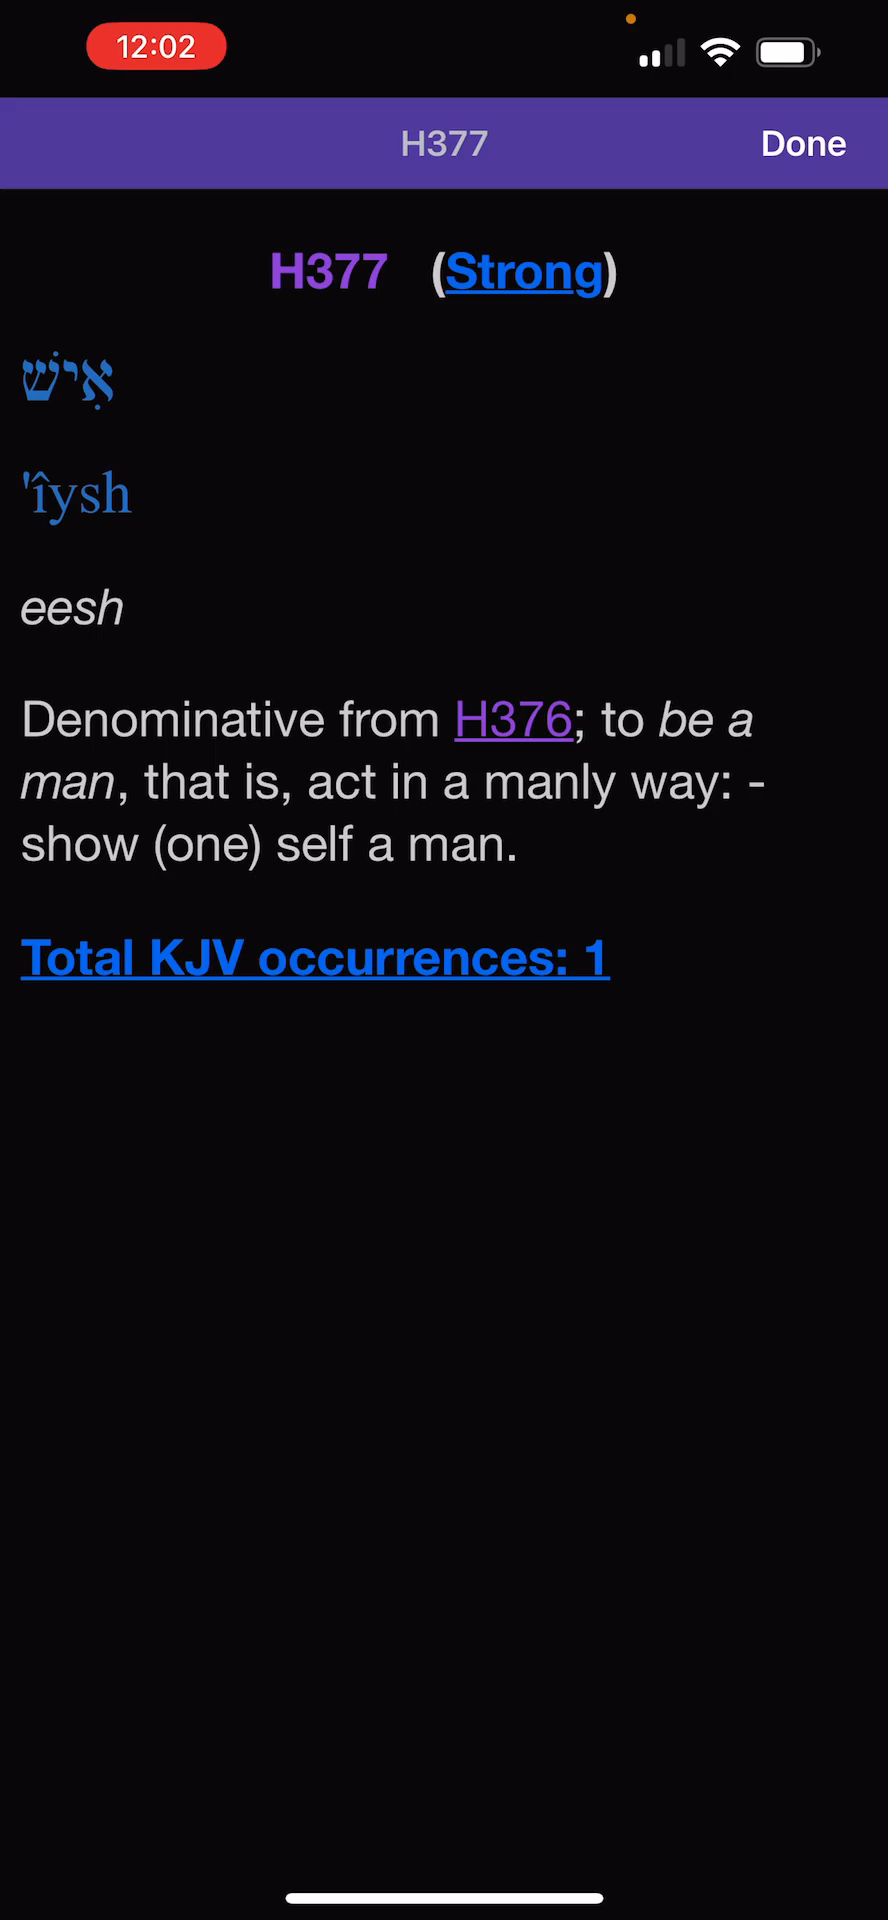 12:02
H377 Done
H377 (Strong)
אִישׁ
'îysh
eesh
Denominative from H376; to be a
man, that is, act in a manly way: -
show (one) self a man.
Total KJV occurrences: 1